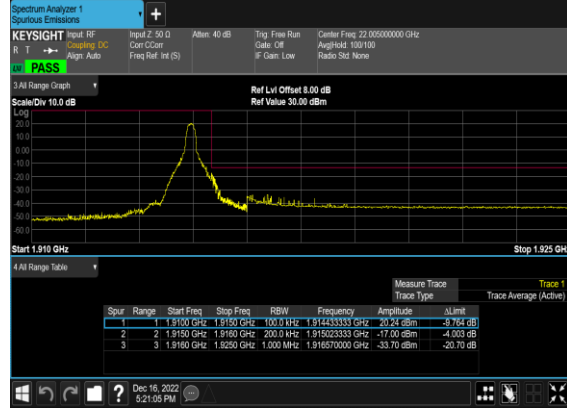 Spectrum Analyzer 1
Spurious Emissions
KEYSIGHT Input: RF Input Z: 50 Ω Atten: 40 dB Trig: Free Run Center Freq: 22.005000000 GHz
R T Coupling: DC Corr CCorr Gate: Off Avg|Hold: 100/100
Align: Auto Freq Ref: Int (S) IF Gain: Low Radio Std: None
LW PASS
3 All Range Graph
Ref Lvl Offset 8.00 dB
Scale/Div 10.0 dB Ref Value 30.00 dBm
Log
20.0
10.0
0.00
-10.0
-20.0
-30.0
-40.0
-50.0
-60.0
Start 1.910 GHz Stop 1.925 GHz
4 All Range Table
Measure Trace Trace 1
Trace Type Trace Average (Active)
Spur Range Start Freq Stop Freq RBW Frequency Amplitude ΔLimit
1 1 1.9100 GHz 1.9150 GHz 100.0 kHz 1.914433333 GHz 20.24 dBm -9.764 dB
2 2 1.9150 GHz 1.9160 GHz 200.0 kHz 1.915023333 GHz -17.00 dBm -4.003 dB
3 3 1.9160 GHz 1.9250 GHz 1.000 MHz 1.916570000 GHz -33.70 dBm -20.70 dB
? Dec 16, 2022
5:21:05 PM